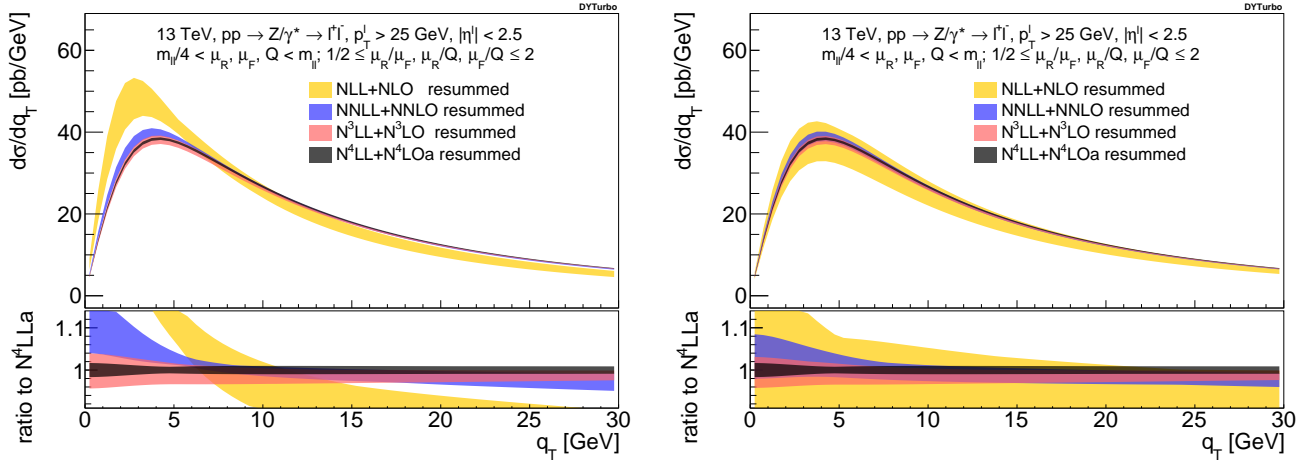 DYTurbo
13 TeV, pp → Z/γ* → l⁺l⁻, p_T^l > 25 GeV, |η^l| < 2.5
m_ll/4 < μ_R, μ_F, Q < m_ll; 1/2 ≤ μ_R/μ_F, μ_R/Q, μ_F/Q ≤ 2
NLL+NLO resummed
NNLL+NNLO resummed
N³LL+N³LO resummed
N⁴LL+N⁴LOa resummed
dσ/dq_T [pb/GeV]
60
40
20
0
ratio to N⁴LLa
1.1
1
0 5 10 15 20 25 30
q_T [GeV]
DYTurbo
13 TeV, pp → Z/γ* → l⁺l⁻, p_T^l > 25 GeV, |η^l| < 2.5
m_ll/4 < μ_R, μ_F, Q < m_ll; 1/2 ≤ μ_R/μ_F, μ_R/Q, μ_F/Q ≤ 2
NLL+NLO resummed
NNLL+NNLO resummed
N³LL+N³LO resummed
N⁴LL+N⁴LOa resummed
dσ/dq_T [pb/GeV]
60
40
20
0
ratio to N⁴LLa
1.1
1
0 5 10 15 20 25 30
q_T [GeV]